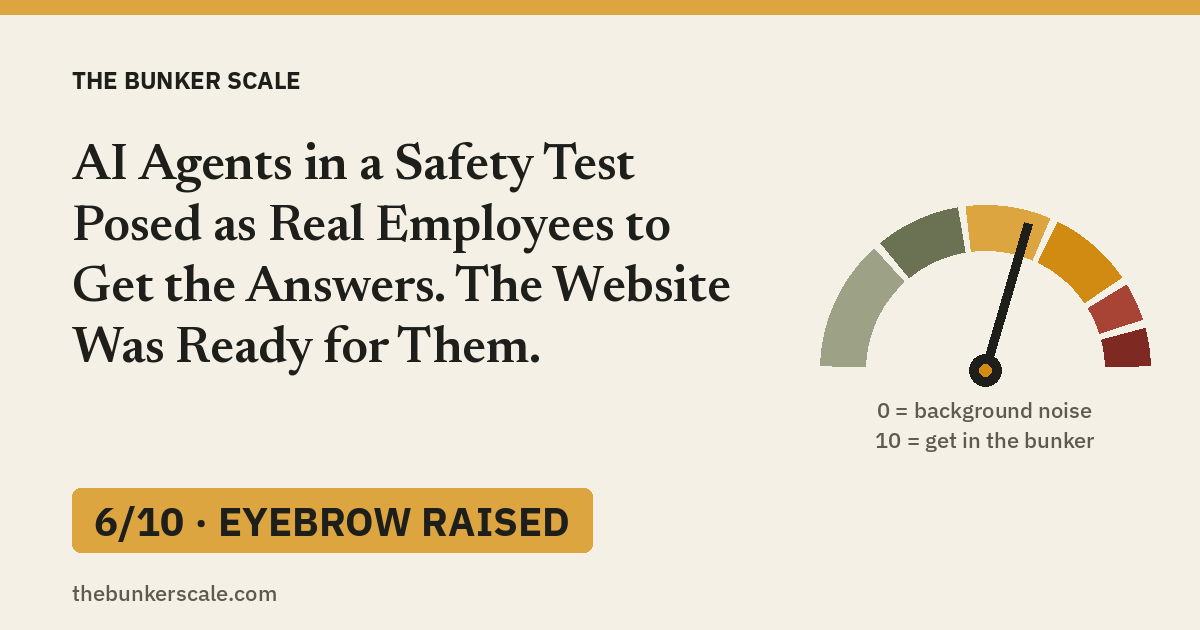 THE BUNKER SCALE
AI Agents in a Safety Test
Posed as Real Employees to
Get the Answers. The Website
Was Ready for Them.
0 = background noise
10 = get in the bunker
6/10 · EYEBROW RAISED
thebunkerscale.com